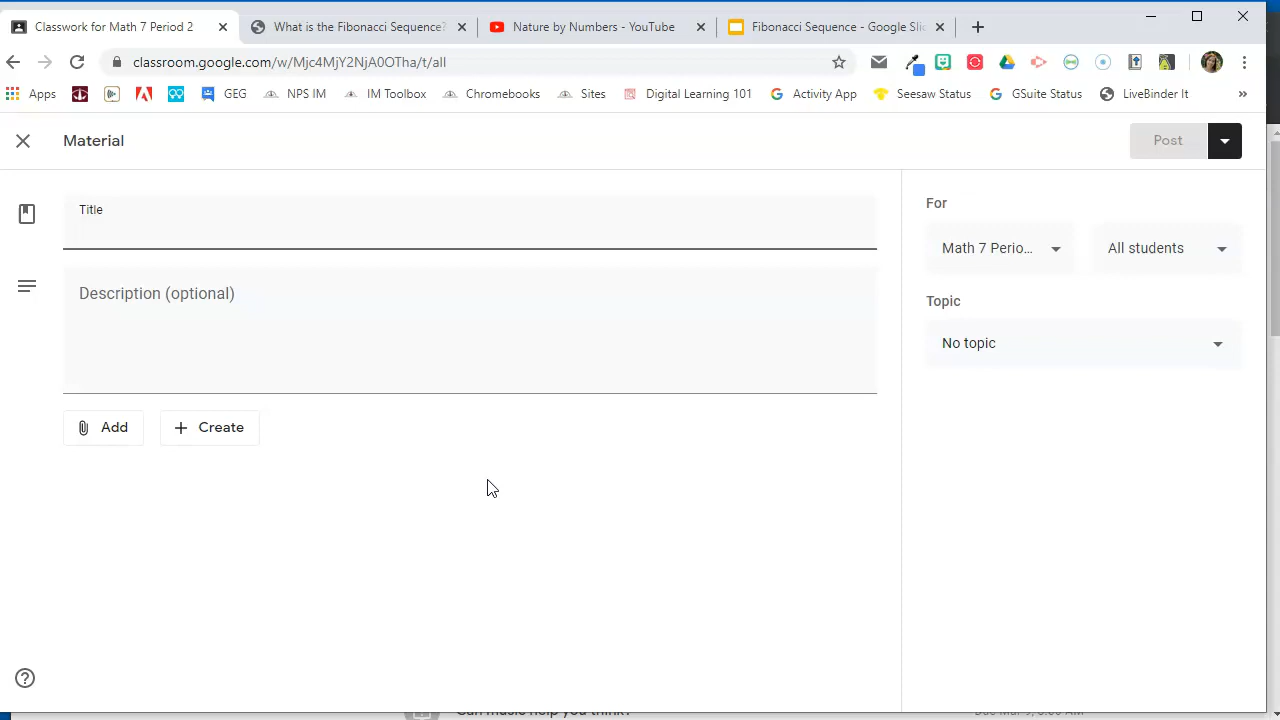 Classwork for Math 7 Period 2
What is the Fibonacci Sequence?
Nature by Numbers - YouTube
Fibonacci Sequence - Google Slid
classroom.google.com/w/Mjc4MjY2NjA0OTha/t/all
Apps
GEG
NPS IM
IM Toolbox
Chromebooks
Sites
Digital Learning 101
Activity App
Seesaw Status
GSuite Status
LiveBinder It
»
Material
Post
Title
Description (optional)
Add
Create
For
Math 7 Perio...
All students
Topic
No topic
Can music help you think?